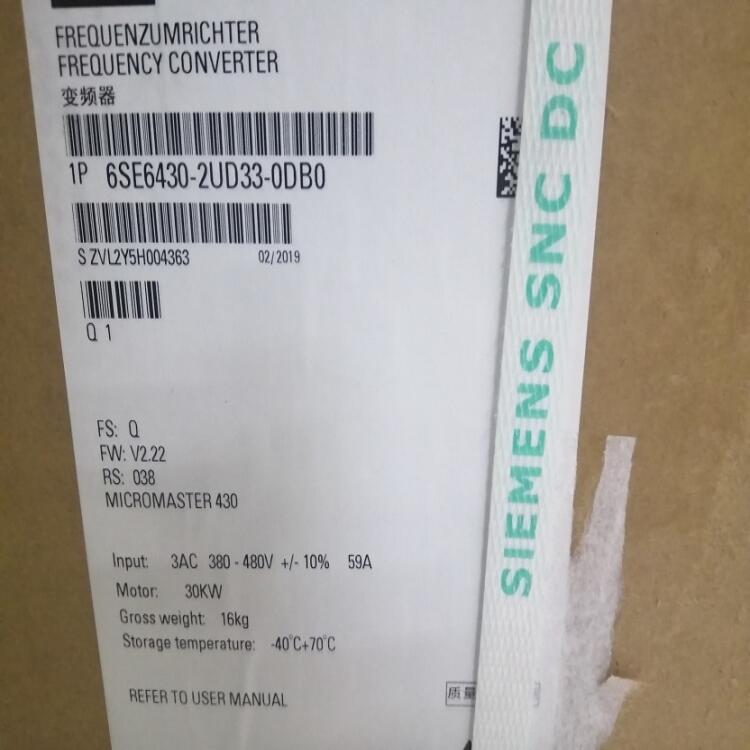 FREQUENZUMRICHTER
FREQUENCY CONVERTER
变频器
1P 6SE6430-2UD33-0DB0
S ZVL2Y5H004363 02/2019
Q 1
FS: Q
FW: V2.22
RS: 038
MICROMASTER 430
Input: 3AC 380 - 480V +/- 10% 59A
Motor: 30KW
Gross weight: 16kg
Storage temperature: -40°C+70°C
REFER TO USER MANUAL
质量
SIEMENS SNC DC